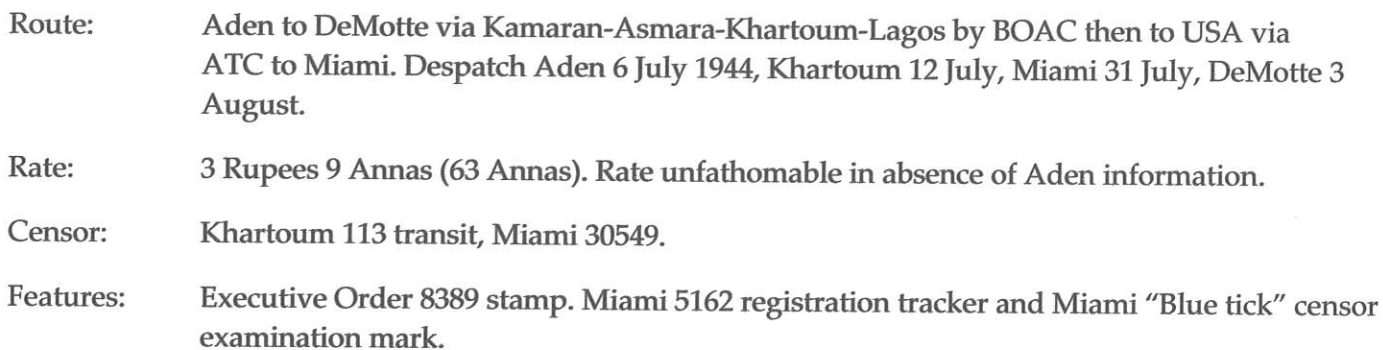 Route: Aden to DeMotte via Kamaran-Asmara-Khartoum-Lagos by BOAC then to USA via
ATC to Miami. Despatch Aden 6 July 1944, Khartoum 12 July, Miami 31 July, DeMotte 3
August.
Rate: 3 Rupees 9 Annas (63 Annas). Rate unfathomable in absence of Aden information.
Censor: Khartoum 113 transit, Miami 30549.
Features: Executive Order 8389 stamp. Miami 5162 registration tracker and Miami “Blue tick” censor
examination mark.